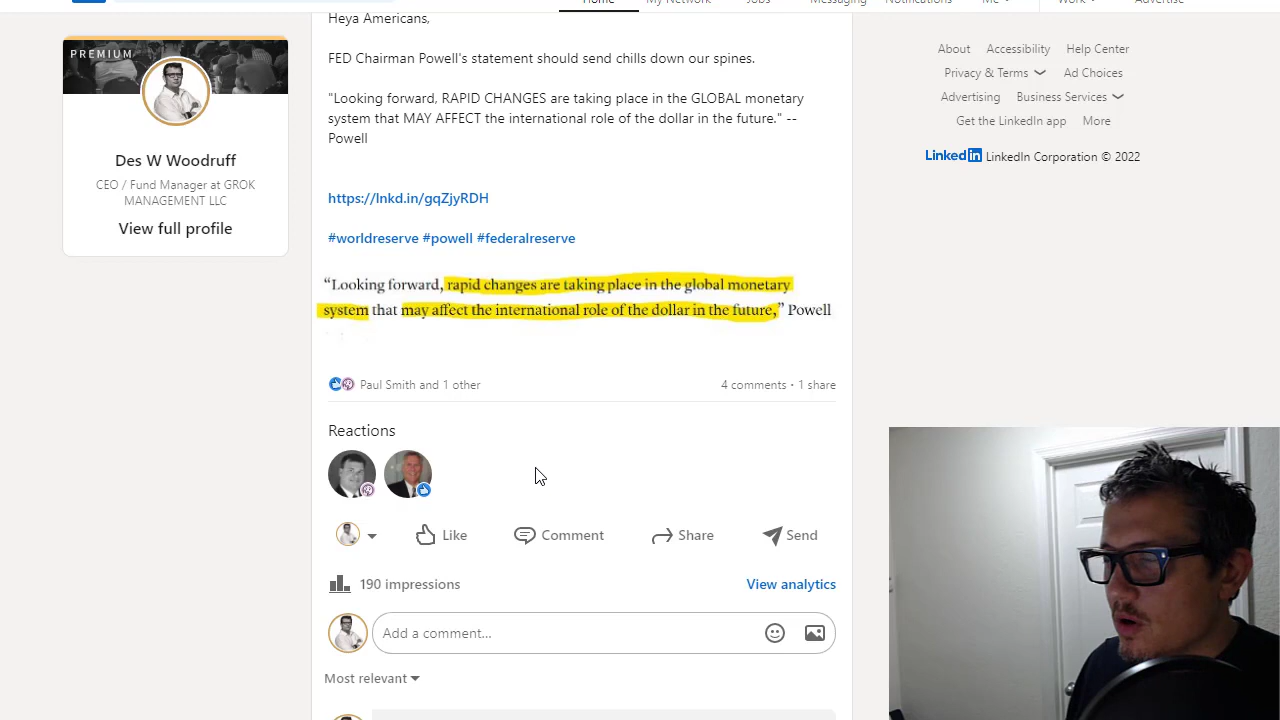 Home My Network Jobs Messaging Notifications Me Work Advertise
PREMIUM
Des W Woodruff
CEO / Fund Manager at GROK
MANAGEMENT LLC
View full profile
Heya Americans,
FED Chairman Powell's statement should send chills down our spines.
"Looking forward, RAPID CHANGES are taking place in the GLOBAL monetary
system that MAY AFFECT the international role of the dollar in the future." --
Powell
https://lnkd.in/gqZjyRDH
#worldreserve #powell #federalreserve
“Looking forward, rapid changes are taking place in the global monetary
system that may affect the international role of the dollar in the future,” Powell
Paul Smith and 1 other
4 comments · 1 share
Reactions
Like Comment Share Send
190 impressions
View analytics
Add a comment...
Most relevant
About Accessibility Help Center
Privacy & Terms Ad Choices
Advertising Business Services
Get the LinkedIn app More
LinkedIn LinkedIn Corporation © 2022